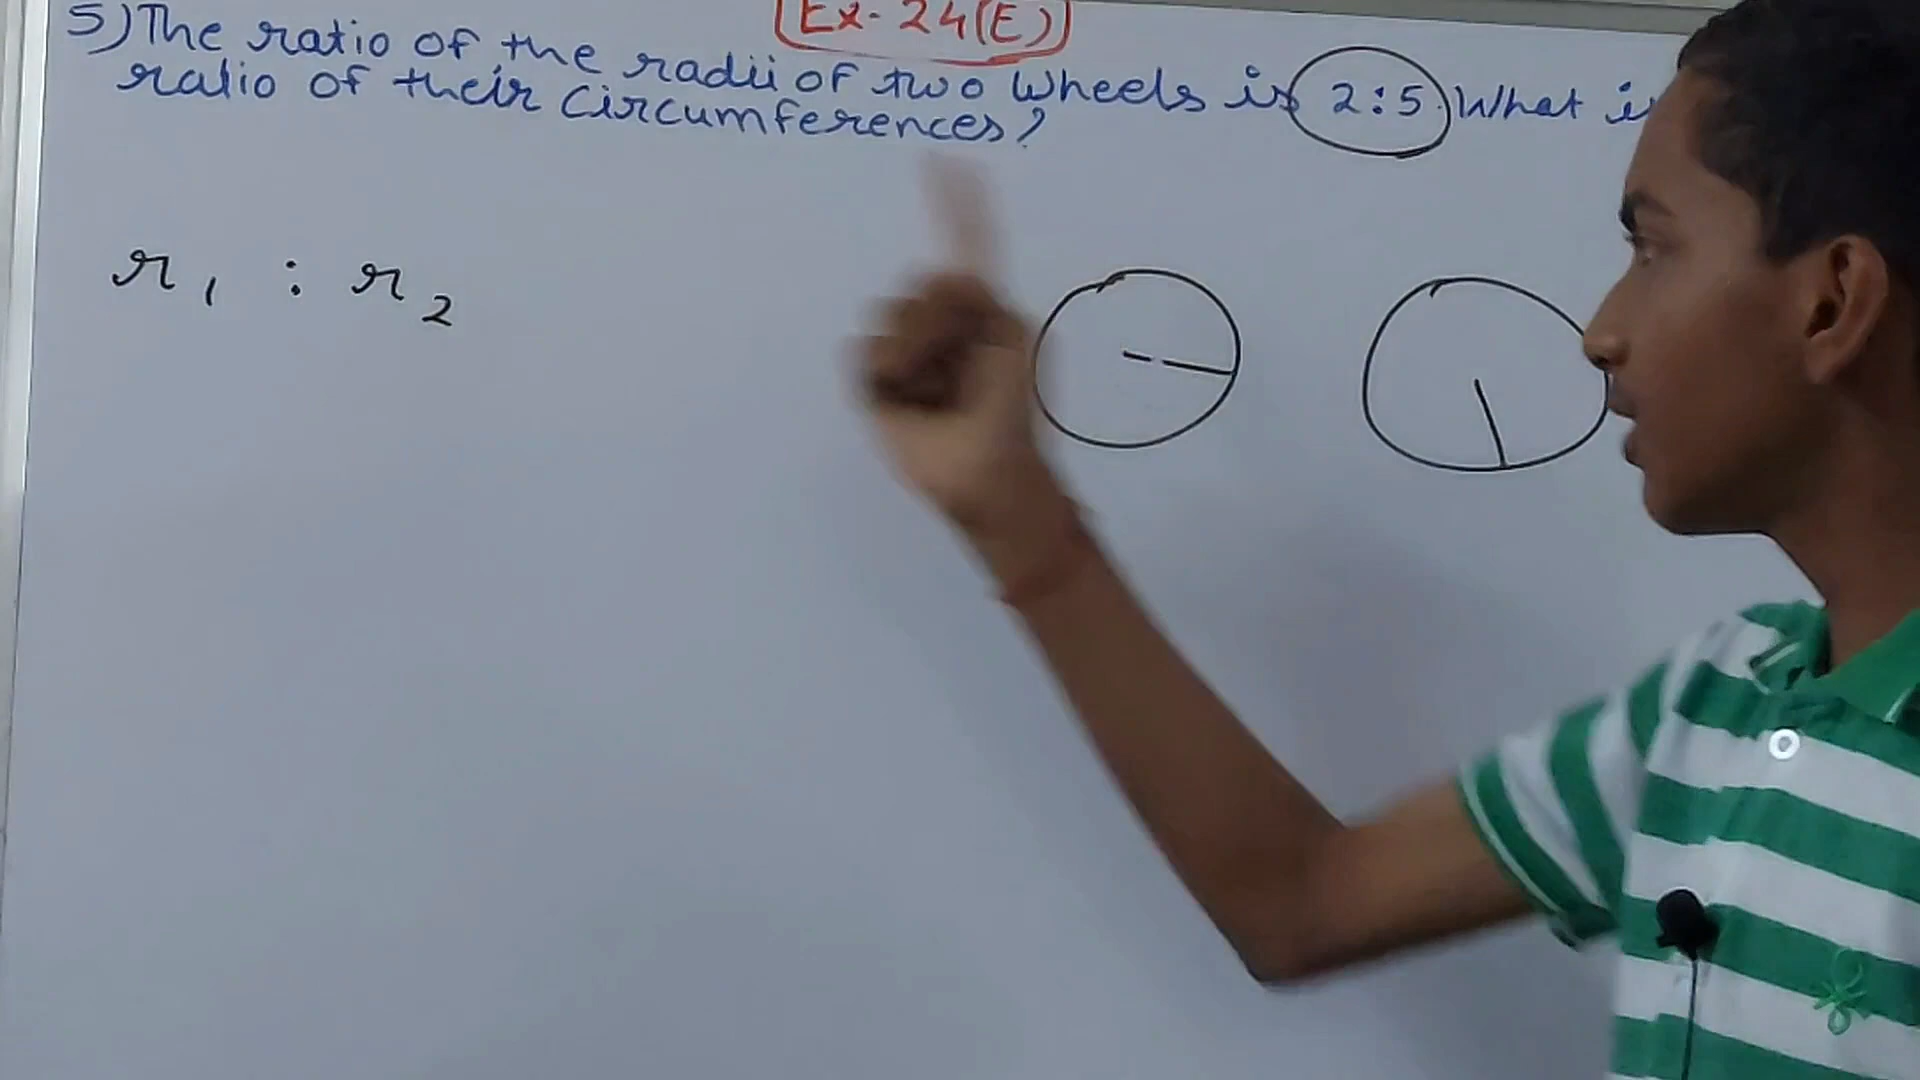 Ex- 24(E)
5) The ratio of the radii of two wheels is 2:5. What is
ratio of their circumferences?
r1 : r2